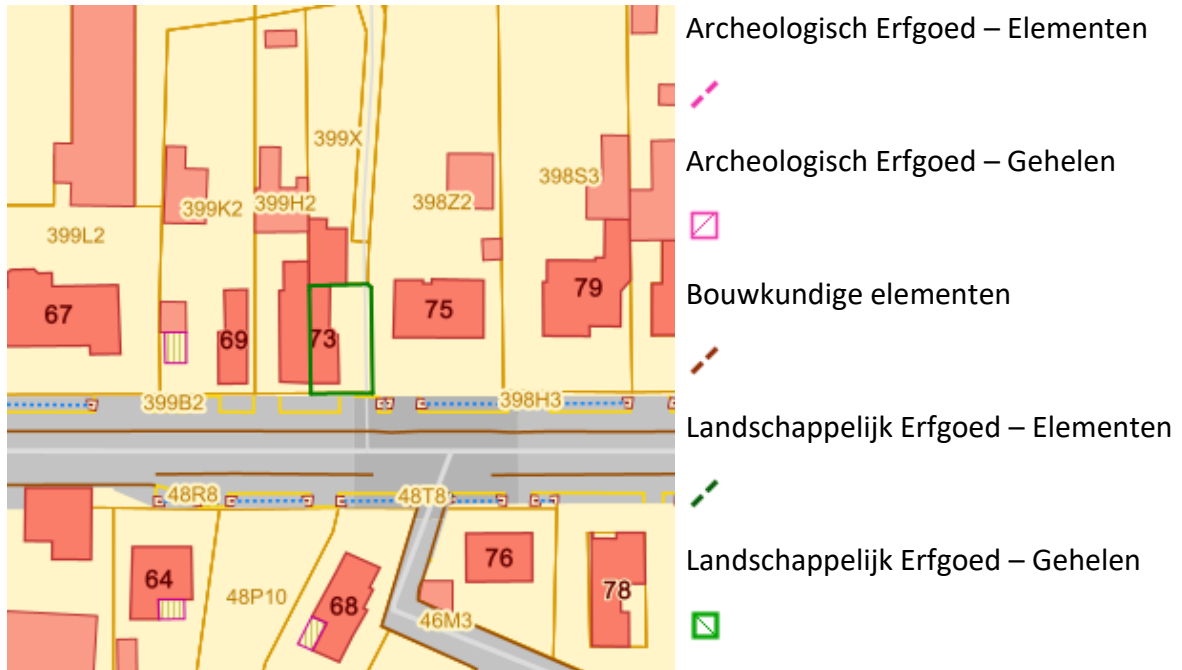 399X
399K2
399H2
398Z2
398S3
399L2
67
69
73
75
79
399B2
398H3
48R8
48T8
64
48P10
68
76
46M3
78
Archeologisch Erfgoed – Elementen
Archeologisch Erfgoed – Gehelen
Bouwkundige elementen
Landschappelijk Erfgoed – Elementen
Landschappelijk Erfgoed – Gehelen